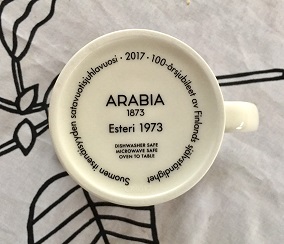 Suomen itsenäisyyden satavuotisjuhlavuosi · 2017 · 100-årsjubileet av Finlands självständighet
ARABIA
1873
Esteri 1973
DISHWASHER SAFE
MICROWAVE SAFE
OVEN TO TABLE